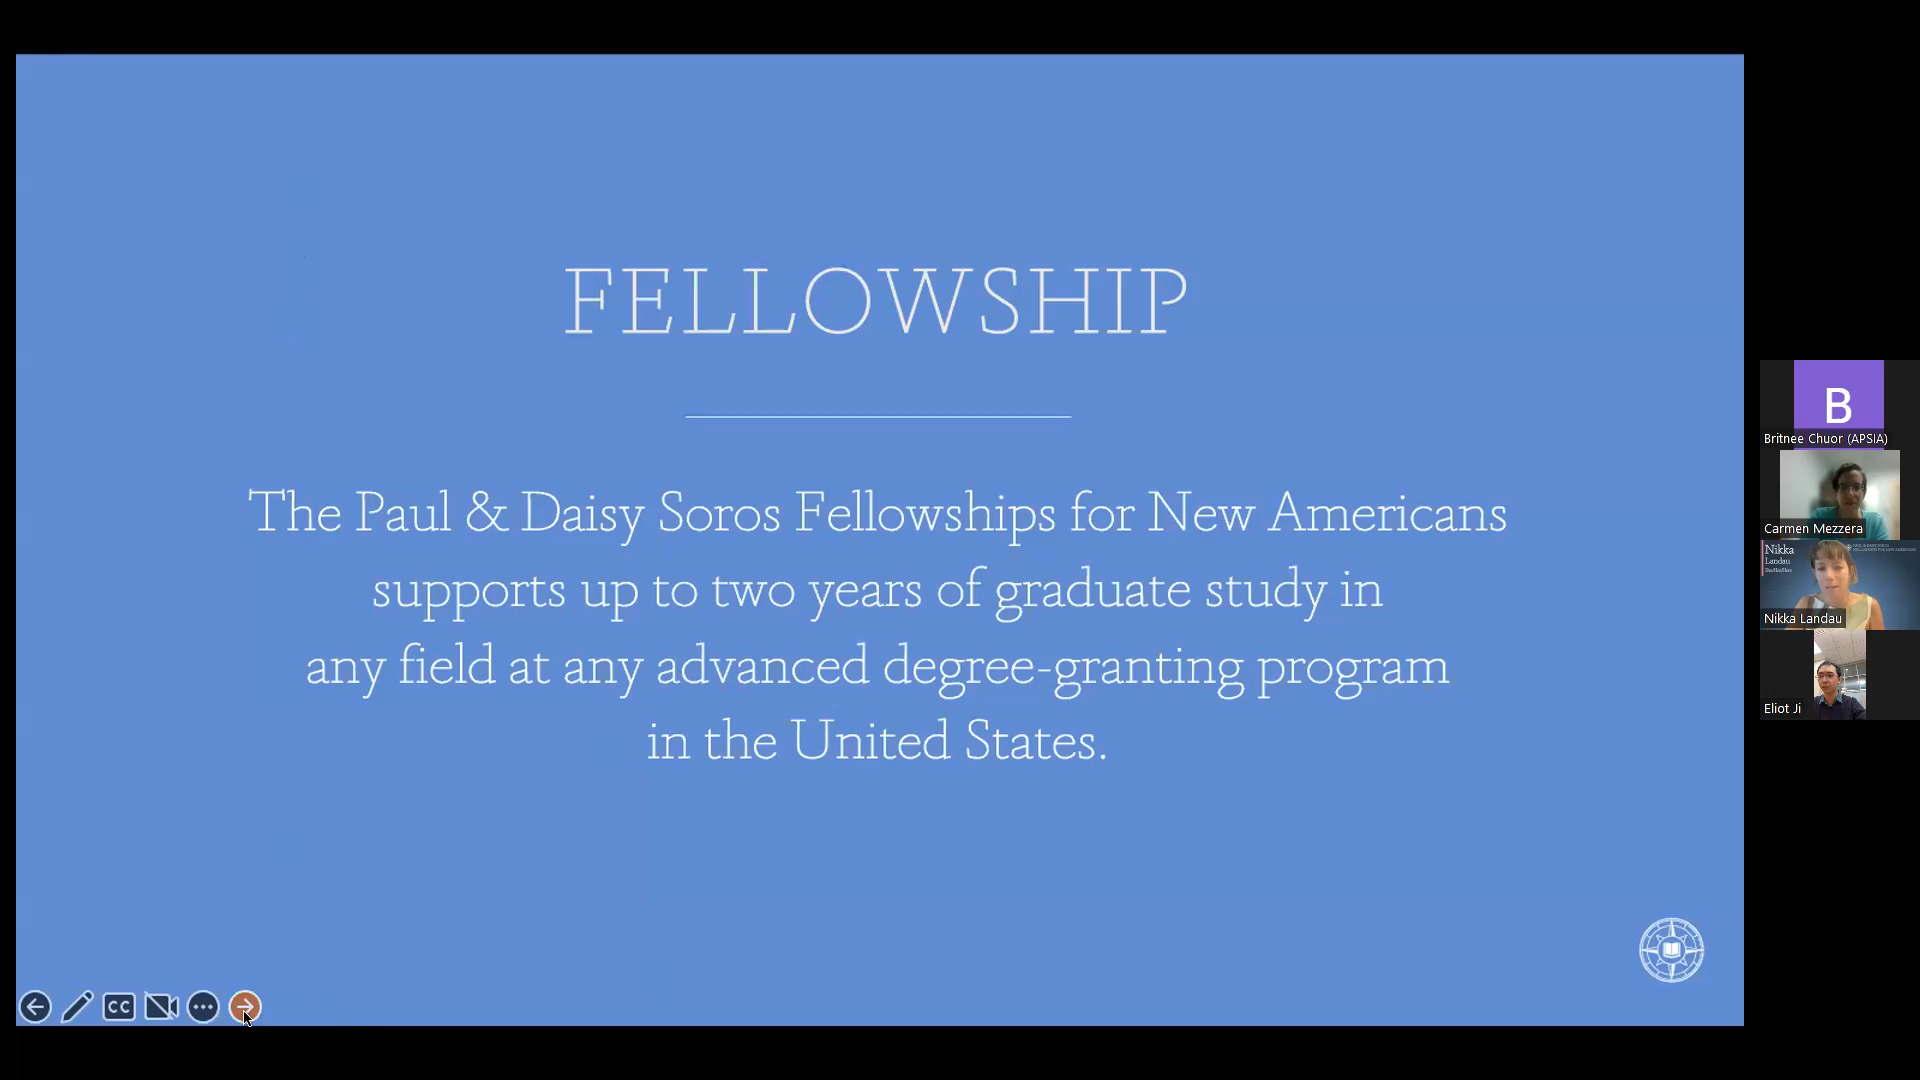 FELLOWSHIP
The Paul & Daisy Soros Fellowships for New Americans
supports up to two years of graduate study in
any field at any advanced degree-granting program
in the United States.
B
Britnee Chuor (APSIA)
Carmen Mezzera
Nikka
Landau
Nikka Landau
Eliot Ji
CC